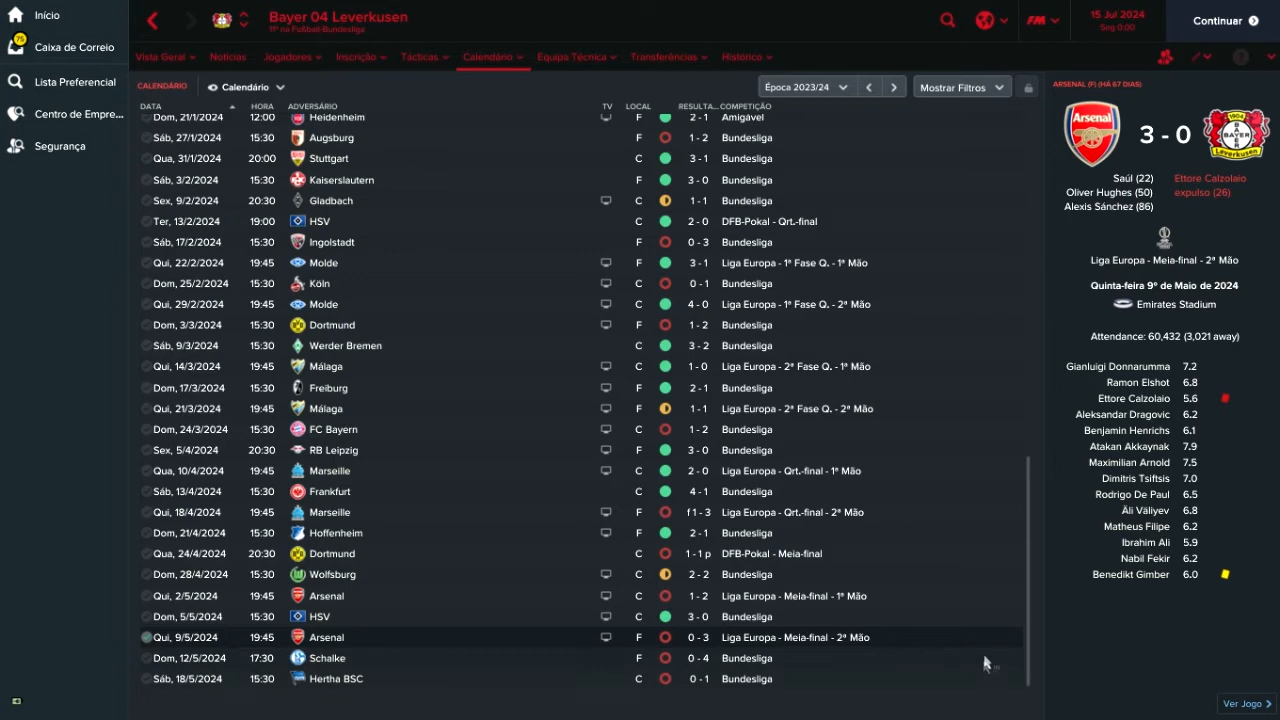 Início
75
Caixa de Correio
Lista Preferencial
Centro de Empre...
Segurança
Bayer 04 Leverkusen
11º na Fußball-Bundesliga
FM
15 Jul 2024
Seg 0:00
Continuar
Vista Geral
Notícias
Jogadores
Inscrição
Tácticas
Calendário
Equipa Técnica
Transferências
Histórico
CALENDÁRIO
Calendário
Época 2023/24
Mostrar Filtros
DATA HORA ADVERSÁRIO TV LOCAL RESULTA... COMPETIÇÃO
Dom, 21/1/2024 12:00 Heidenheim F 2 - 1 Amigável
Sáb, 27/1/2024 15:30 Augsburg F 1 - 2 Bundesliga
Qua, 31/1/2024 20:00 Stuttgart C 3 - 1 Bundesliga
Sáb, 3/2/2024 15:30 Kaiserslautern F 3 - 0 Bundesliga
Sex, 9/2/2024 20:30 Gladbach C 1 - 1 Bundesliga
Ter, 13/2/2024 19:00 HSV C 2 - 0 DFB-Pokal - Qrt.-final
Sáb, 17/2/2024 15:30 Ingolstadt F 0 - 3 Bundesliga
Qui, 22/2/2024 19:45 Molde F 3 - 1 Liga Europa - 1ª Fase Q. - 1ª Mão
Dom, 25/2/2024 15:30 Köln C 0 - 1 Bundesliga
Qui, 29/2/2024 19:45 Molde C 4 - 0 Liga Europa - 1ª Fase Q. - 2ª Mão
Dom, 3/3/2024 15:30 Dortmund F 1 - 2 Bundesliga
Sáb, 9/3/2024 15:30 Werder Bremen C 3 - 2 Bundesliga
Qui, 14/3/2024 19:45 Málaga C 1 - 0 Liga Europa - 2ª Fase Q. - 1ª Mão
Dom, 17/3/2024 15:30 Freiburg F 2 - 1 Bundesliga
Qui, 21/3/2024 19:45 Málaga F 1 - 1 Liga Europa - 2ª Fase Q. - 2ª Mão
Dom, 24/3/2024 15:30 FC Bayern C 1 - 2 Bundesliga
Sex, 5/4/2024 20:30 RB Leipzig F 3 - 0 Bundesliga
Qua, 10/4/2024 19:45 Marseille C 2 - 0 Liga Europa - Qrt.-final - 1ª Mão
Sáb, 13/4/2024 15:30 Frankfurt C 4 - 1 Bundesliga
Qui, 18/4/2024 19:45 Marseille F f 1 - 3 Liga Europa - Qrt.-final - 2ª Mão
Dom, 21/4/2024 15:30 Hoffenheim F 2 - 1 Bundesliga
Qua, 24/4/2024 20:30 Dortmund C 1 - 1 p DFB-Pokal - Meia-final
Dom, 28/4/2024 15:30 Wolfsburg C 2 - 2 Bundesliga
Qui, 2/5/2024 19:45 Arsenal C 1 - 2 Liga Europa - Meia-final - 1ª Mão
Dom, 5/5/2024 15:30 HSV C 3 - 0 Bundesliga
Qui, 9/5/2024 19:45 Arsenal F 0 - 3 Liga Europa - Meia-final - 2ª Mão
Dom, 12/5/2024 17:30 Schalke F 0 - 4 Bundesliga
Sáb, 18/5/2024 15:30 Hertha BSC C 0 - 1 Bundesliga
ARSENAL (F) (HÁ 67 DIAS)
Arsenal
3 - 0
1904
BAYER
BAYER
Leverkusen
Saúl (22)
Oliver Hughes (50)
Alexis Sánchez (86)
Ettore Calzolaio
expulso (26)
Liga Europa - Meia-final - 2ª Mão
Quinta-feira 9º de Maio de 2024
Emirates Stadium
Attendance: 60,432 (3,021 away)
Gianluigi Donnarumma 7.2
Ramon Elshot 6.8
Ettore Calzolaio 5.6
Aleksandar Dragovic 6.2
Benjamin Henrichs 6.1
Atakan Akkaynak 7.9
Maximilian Arnold 7.5
Dimitris Tsiftsis 7.0
Rodrigo De Paul 6.5
Äli Väliyev 6.8
Matheus Filipe 6.2
Ibrahim Ali 5.9
Nabil Fekir 6.2
Benedikt Gimber 6.0
Ver Jogo